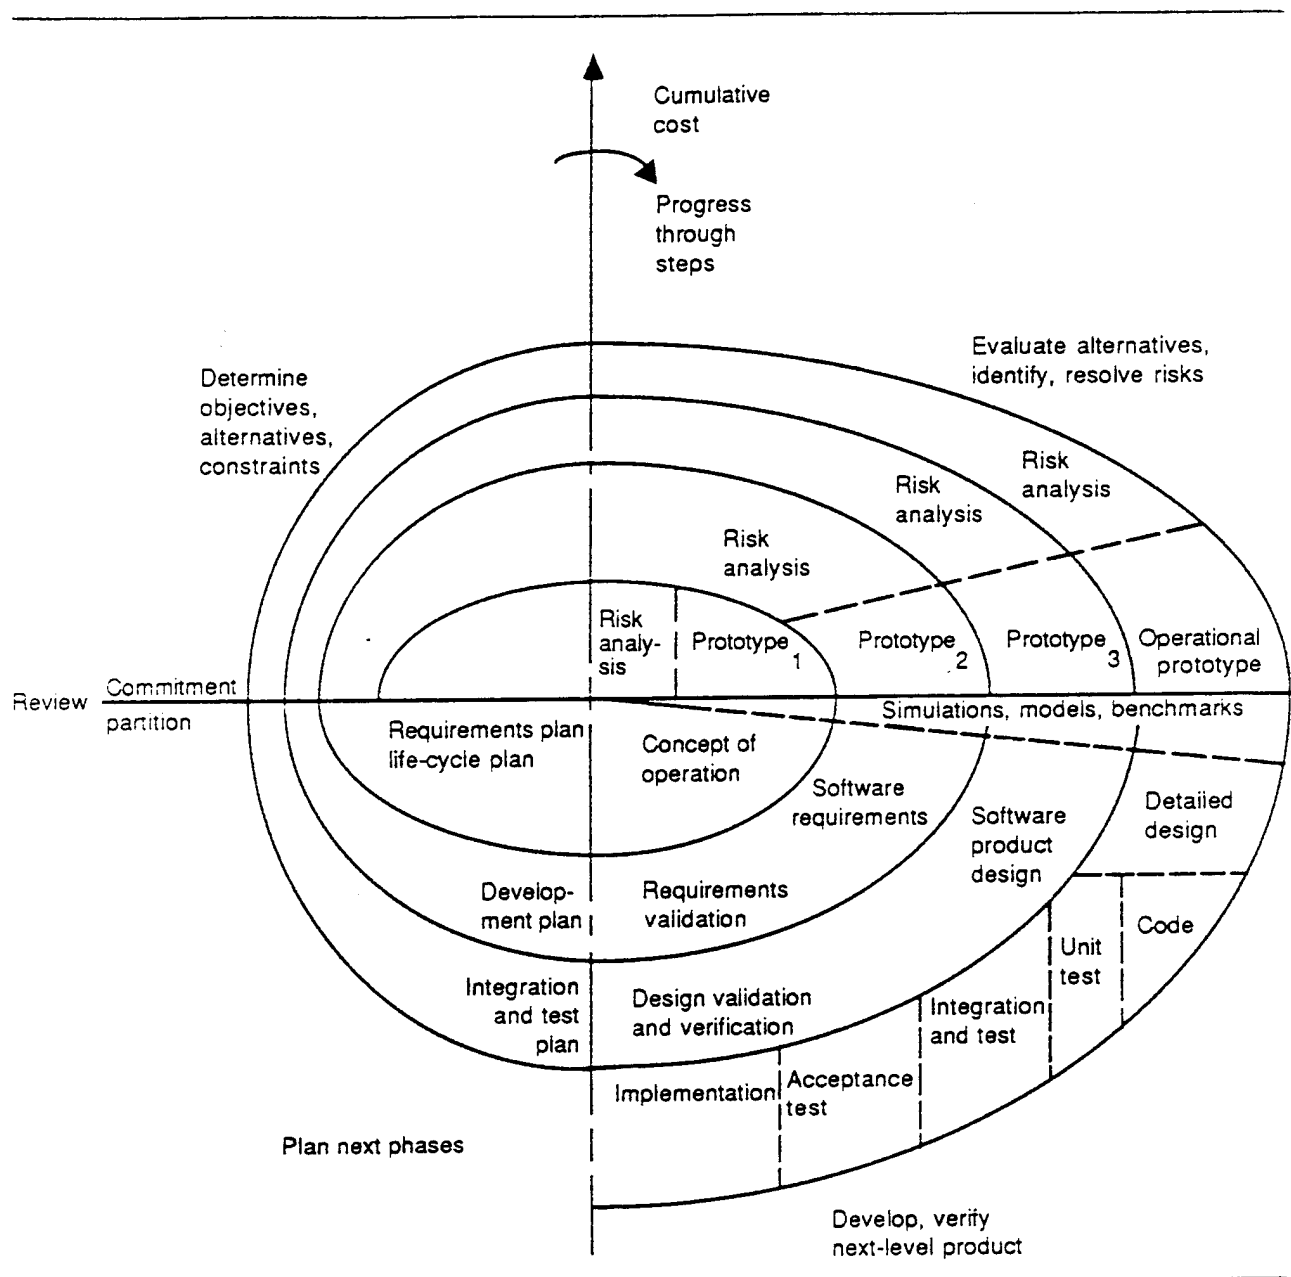 Cumulative
cost
Progress
through
steps
Evaluate alternatives,
identify, resolve risks
Determine
objectives,
alternatives,
constraints
Risk
analysis
Risk
analysis
Risk
analysis
Risk
analy-
sis
Prototype 1
Prototype 2
Prototype 3
Operational
prototype
Review
Commitment
partition
Simulations, models, benchmarks
Requirements plan
life-cycle plan
Concept of
operation
Software
requirements
Software
product
design
Detailed
design
Develop-
ment plan
Requirements
validation
Code
Unit
test
Integration
and test
plan
Design validation
and verification
Integration
and test
Implementation
Acceptance
test
Plan next phases
Develop, verify
next-level product